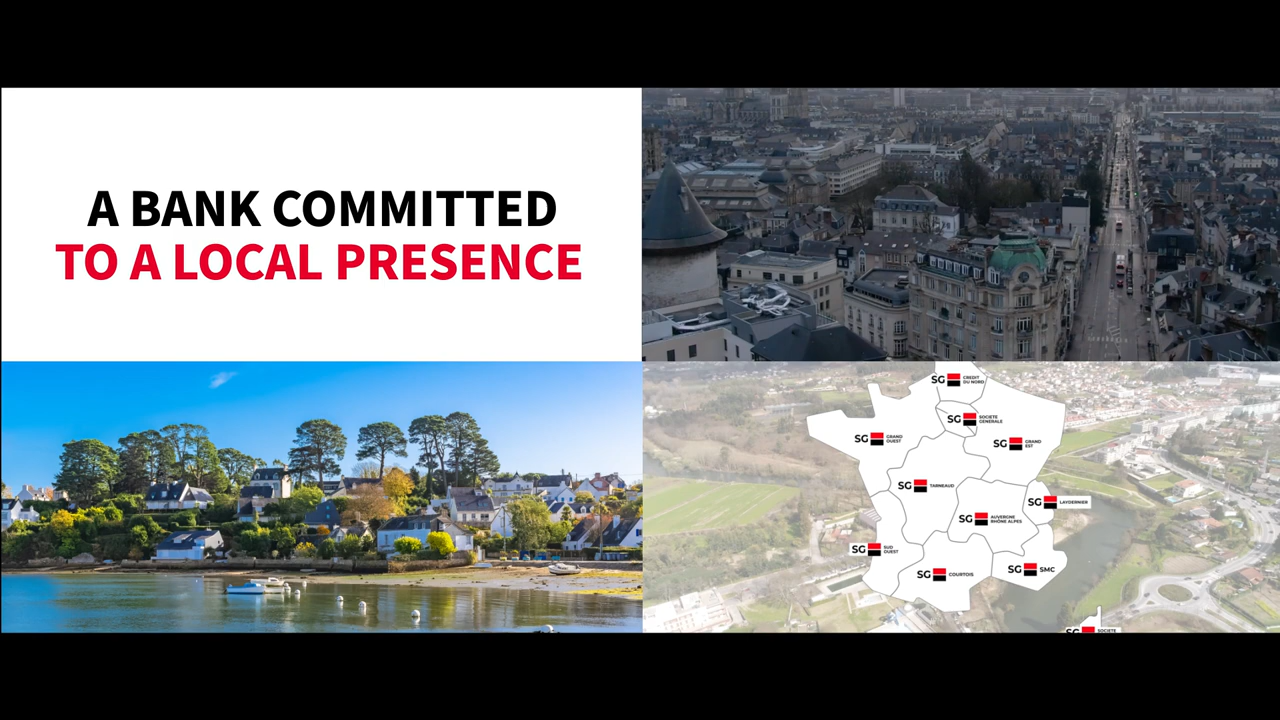 A BANK COMMITTED
TO A LOCAL PRESENCE
SG CREDIT
DU NORD
SG SOCIETE
GENERALE
SG GRAND
OUEST
SG GRAND
EST
SG TARNEAUD
SG LAYDERNIER
SG AUVERGNE
RHÔNE ALPES
SG SUD
OUEST
SG COURTOIS
SG SMC
SG SOCIETE